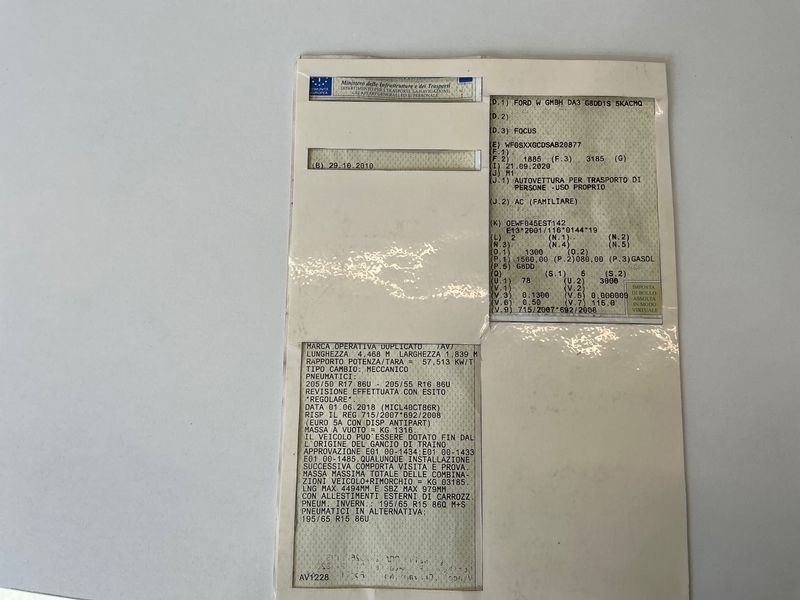 COMUNITÀ EUROPEA
Ministero delle Infrastrutture e dei Trasporti
DIPARTIMENTO PER I TRASPORTI, LA NAVIGAZIONE,
(B) 29.10.2010
(D.1) FORD W GMBH DA3 G8DD1S 5KACMQ
(D.2)
(D.3) FOCUS
(E) WF0SXXGCDSAB20877
(F.1)
(F.2) 1885 (F.3) 3185 (G)
(I) 21.09.2020
(J) M1
(J.1) AUTOVETTURA PER TRASPORTO DI
PERSONE -USO PROPRIO
(J.2) AC (FAMILIARE)
(K) OEWF045EST142
E13*2001/116*0144*19
(L) 2 (N.1) (N.2)
(N.3) (N.4) (N.5)
(O.1) 1300 (O.2)
(P.1) 1560.00 (P.2)080.00 (P.3)GASOL
(P.5) G8DD
(Q) (S.1) 5 (S.2)
(U.1) 78 (U.2) 3000
(V.1) (V.2)
(V.3) 0.1300 (V.5) 0.000009
(V.6) 0.50 (V.7) 115.0
(V.9) 715/2007*692/2008
IMPOSTA
DI BOLLO
ASSOLTA
IN MODO
VIRTUALE
MARCA OPERATIVA DUPLICATO /AV/
LUNGHEZZA 4,468 M LARGHEZZA 1,839 M
RAPPORTO POTENZA/TARA = 57,513 KW/T
TIPO CAMBIO: MECCANICO
PNEUMATICI:
205/50 R17 86U - 205/55 R16 86U
REVISIONE EFFETTUATA CON ESITO
"REGOLARE".
DATA 01.06.2018 (MICL40CT86R)
RISP IL REG 715/2007*692/2008
(EURO 5A CON DISP ANTIPART)
MASSA A VUOTO = KG 1316.
IL VEICOLO PUO'ESSERE DOTATO FIN DAL
L'ORIGINE DEL GANCIO DI TRAINO
APPROVAZIONE E01 00-1434;E01 00-1433
E01 00-1485.QUALUNQUE INSTALLAZIONE
SUCCESSIVA COMPORTA VISITA E PROVA.
MASSA MASSIMA TOTALE DELLE COMBINA-
ZIONI VEICOLO+RIMORCHIO = KG 03185.
LNG MAX 4494MM E SBZ MAX 979MM
CON ALLESTIMENTI ESTERNI DI CARROZZ.
PNEUM. INVERN.: 195/65 R15 86Q M+S
PNEUMATICI IN ALTERNATIVA:
195/65 R15 86U
AV1228